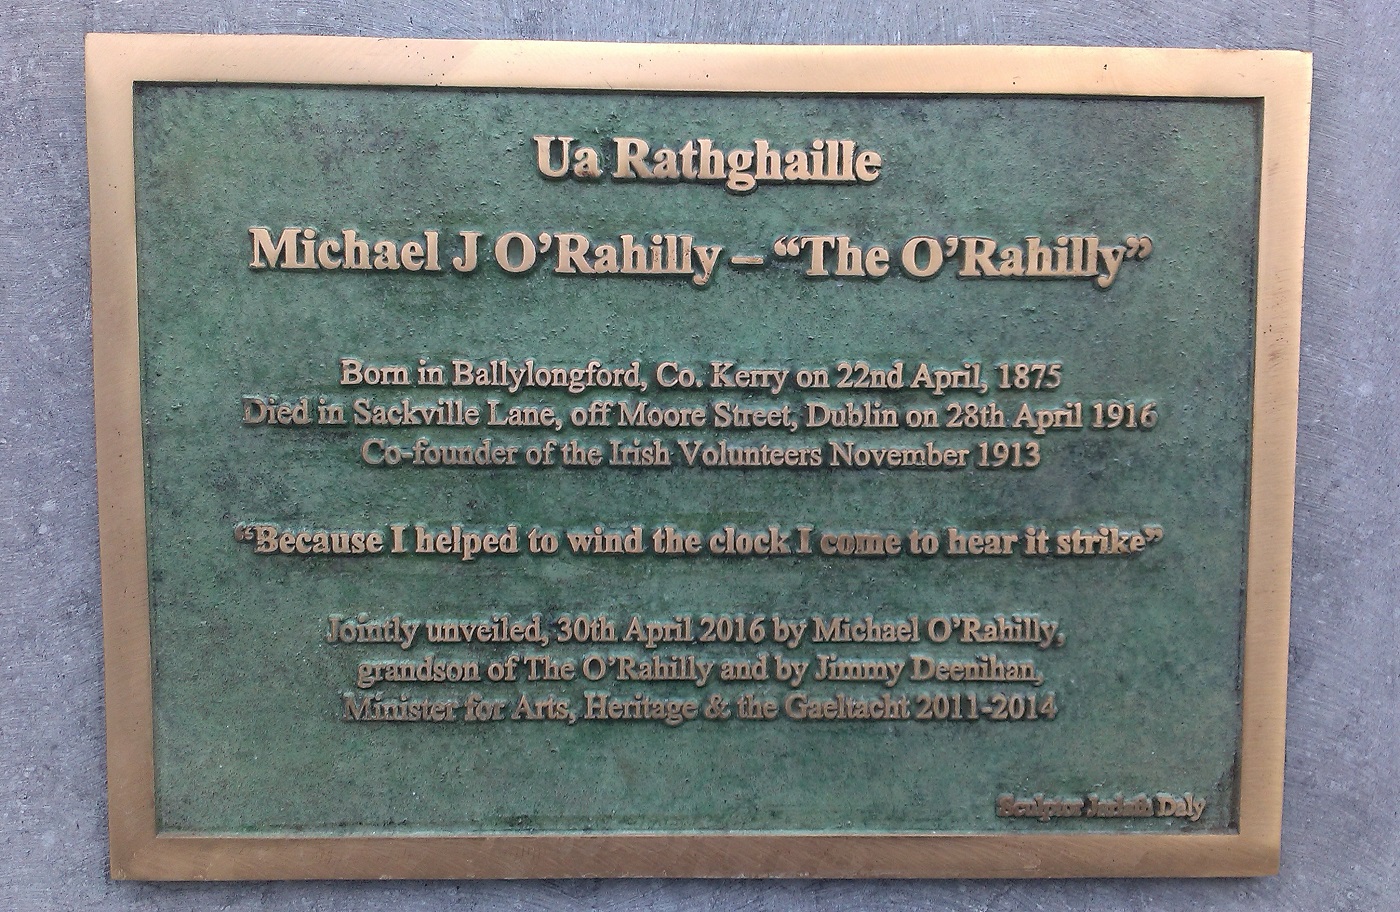 Ua Rathghaille
Michael J O’Rahilly – “The O’Rahilly”
Born in Ballylongford, Co. Kerry on 22nd April, 1875
Died in Sackville Lane, off Moore Street, Dublin on 28th April 1916
Co-founder of the Irish Volunteers November 1913
“Because I helped to wind the clock I come to hear it strike”
Jointly unveiled, 30th April 2016 by Michael O’Rahilly,
grandson of The O’Rahilly and by Jimmy Deenihan,
Minister for Arts, Heritage & the Gaeltacht 2011-2014
Sculptor Jarlath Daly